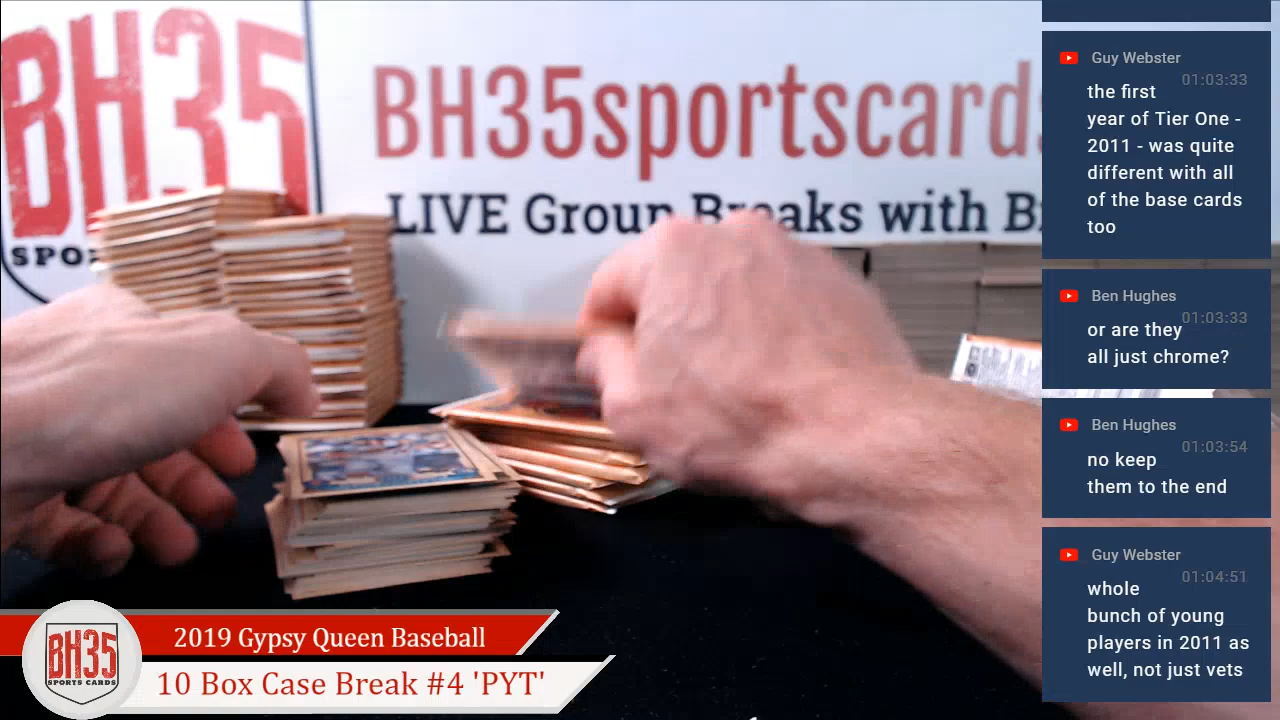 BH35
SPO
BH35sportscards
LIVE Group Breaks with B
Guy Webster
01:03:33
the first
year of Tier One -
2011 - was quite
different with all
of the base cards
too
Ben Hughes
01:03:33
or are they
all just chrome?
Ben Hughes
01:03:54
no keep
them to the end
Guy Webster
01:04:51
whole
bunch of young
players in 2011 as
well, not just vets
BH35
SPORTS CARDS
2019 Gypsy Queen Baseball
10 Box Case Break #4 'PYT'